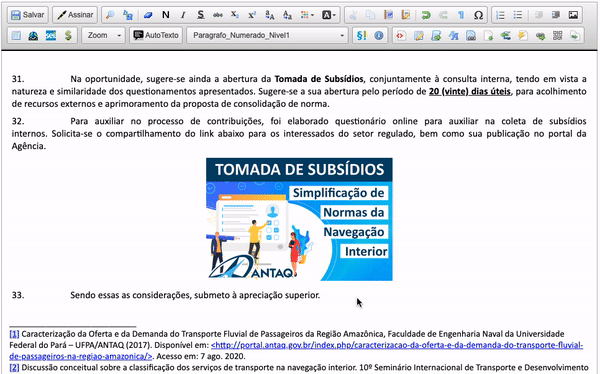 Salvar Assinar N I S abc X₂ X² A
Zoom AutoTexto Paragrafo_Numerado_Nivel1 §!
31. Na oportunidade, sugere-se ainda a abertura da Tomada de Subsídios, conjuntamente à consulta interna, tendo em vista a
natureza e similaridade dos questionamentos apresentados. Sugere-se a sua abertura pelo período de 20 (vinte) dias úteis, para acolhimento
de recursos externos e aprimoramento da proposta de consolidação de norma.
32. Para auxiliar no processo de contribuições, foi elaborado questionário online para auxiliar na coleta de subsídios
internos. Solicita-se o compartilhamento do link abaixo para os interessados do setor regulado, bem como sua publicação no portal da
Agência.
TOMADA DE SUBSÍDIOS
Simplificação de
Normas da
Navegação
Interior
ANTAQ
33. Sendo essas as considerações, submeto à apreciação superior.
[1] Caracterização da Oferta e da Demanda do Transporte Fluvial de Passageiros da Região Amazônica, Faculdade de Engenharia Naval da Universidade
Federal do Pará – UFPA/ANTAQ (2017). Disponível em: <http://portal.antaq.gov.br/index.php/caracterizacao-da-oferta-e-da-demanda-do-transporte-fluvial-
de-passageiros-na-regiao-amazonica/>. Acesso em: 7 ago. 2020.
[2] Discussão conceitual sobre a classificação dos serviços de transporte na navegação interior. 10º Seminário Internacional de Transporte e Desenvolvimento